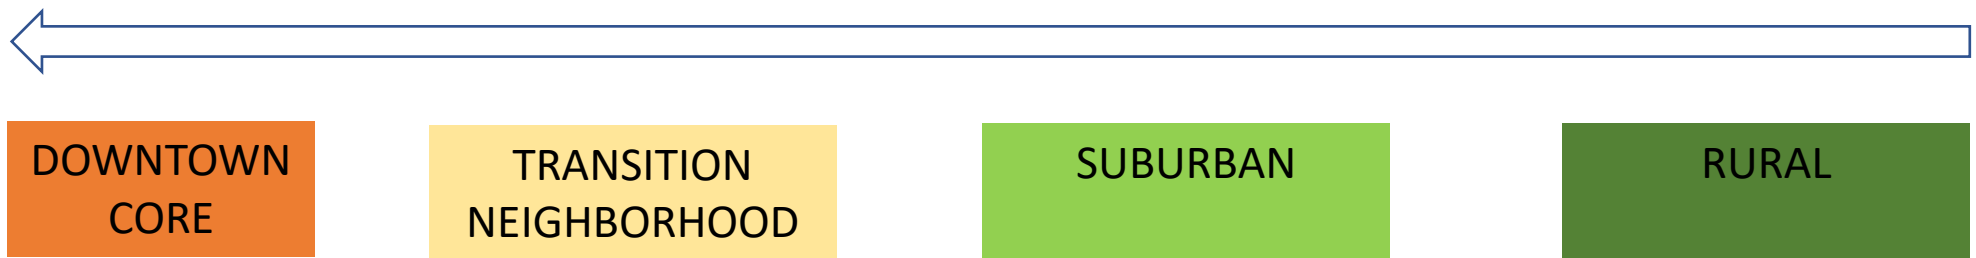 DOWNTOWN
CORE
TRANSITION
NEIGHBORHOOD
SUBURBAN
RURAL